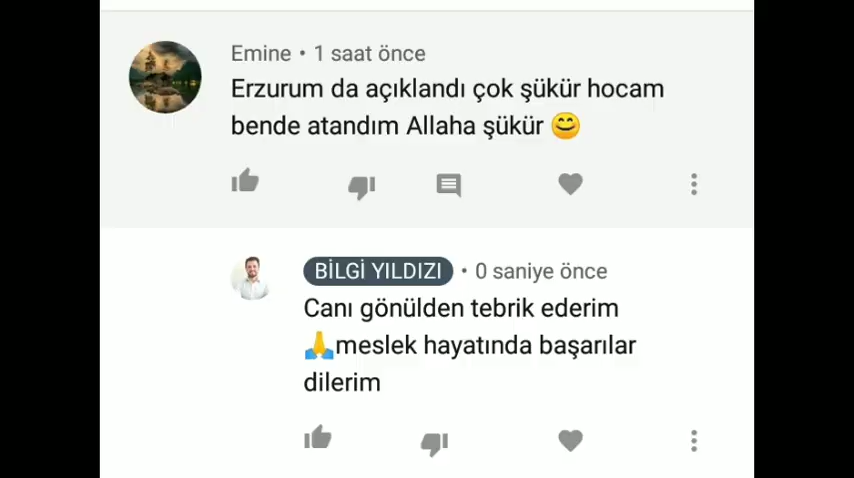 Emine • 1 saat önce
Erzurum da açıklandı çok şükür hocam
bende atandım Allaha şükür 😊
BİLGİ YILDIZI • 0 saniye önce
Canı gönülden tebrik ederim
🙏meslek hayatında başarılar
dilerim